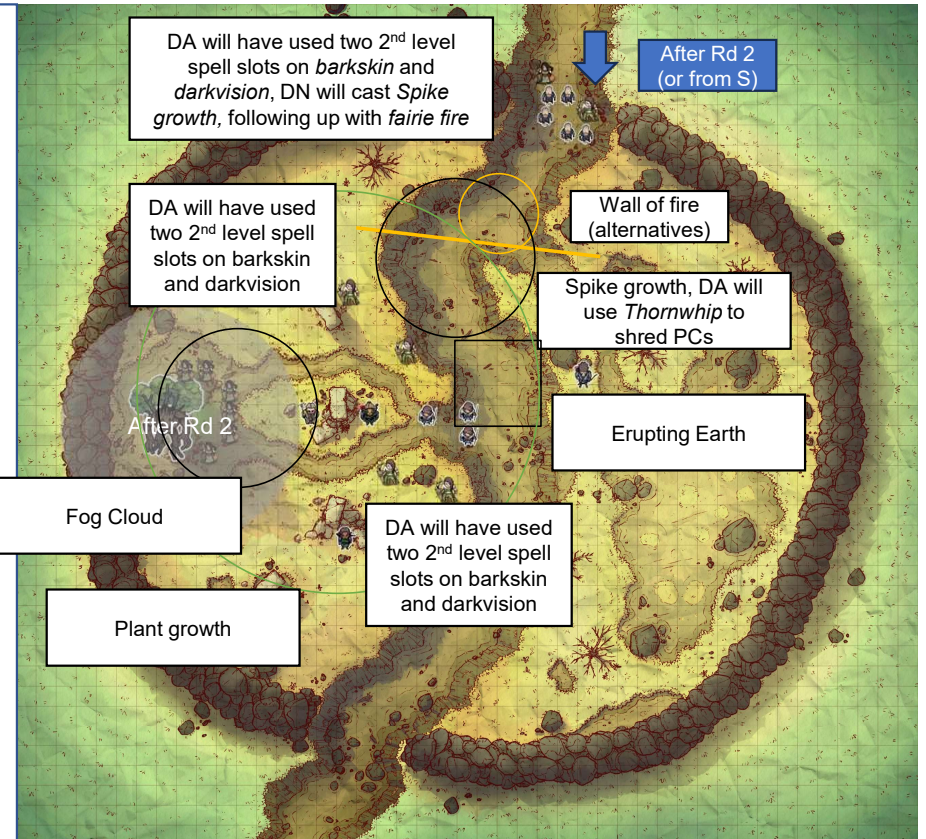 DA will have used two 2nd level
spell slots on barkskin and
darkvision, DN will cast Spike
growth, following up with fairie fire
After Rd 2
(or from S)
DA will have used
two 2nd level spell
slots on barkskin
and darkvision
Wall of fire
(alternatives)
Spike growth, DA will
use Thornwhip to
shred PCs
After Rd 2
Erupting Earth
Fog Cloud
DA will have used
two 2nd level spell
slots on barkskin
and darkvision
Plant growth